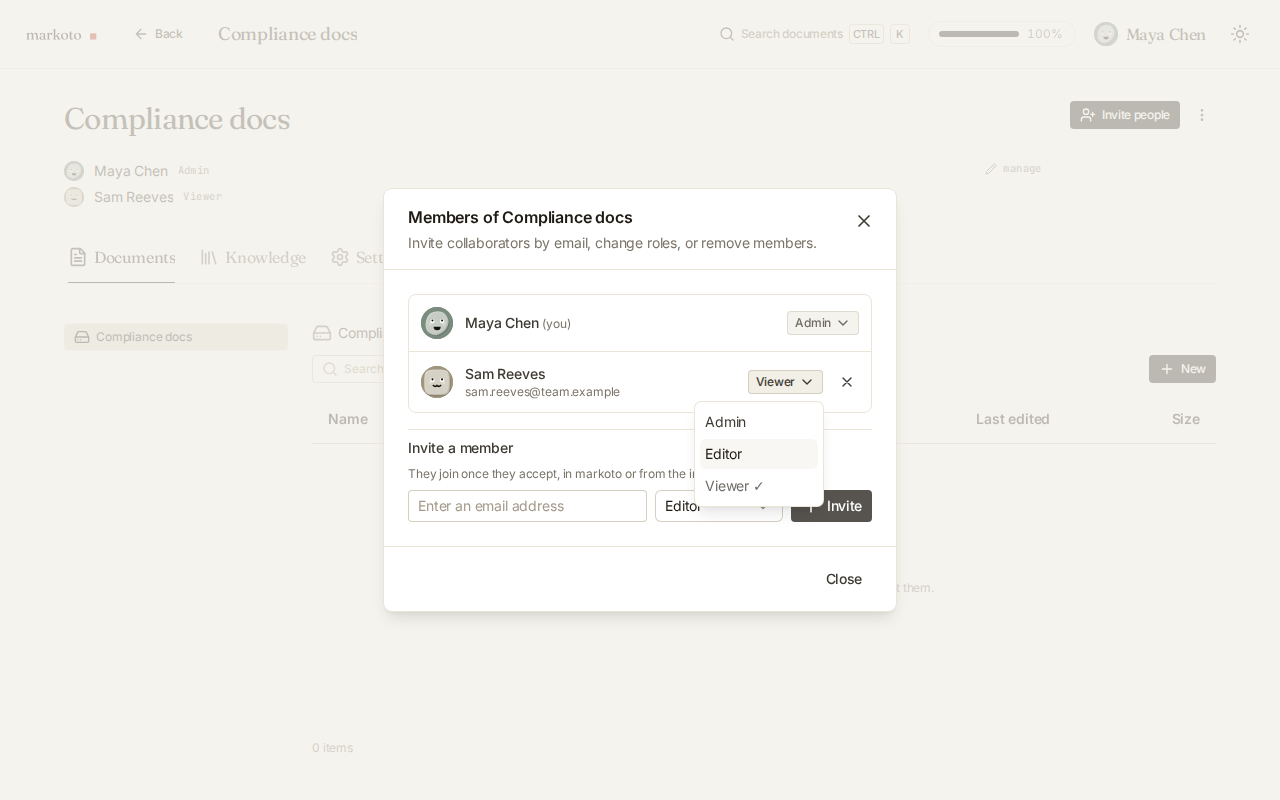 markoto
Back
Compliance docs
Search documents CTRL K
100%
Maya Chen
Compliance docs
Invite people
Maya Chen Admin
manage
Sam Reeves Viewer
Members of Compliance docs
Invite collaborators by email, change roles, or remove members.
Documents
Knowledge
Maya Chen (you)
Admin
Compliance docs
Search
Sam Reeves
sam.reeves@team.example
Viewer
New
Admin
Editor
Viewer ✓
Name
Last edited
Size
Invite a member
They join once they accept, in markoto or from the
Enter an email address
Editor
Invite
Close
them.
0 items